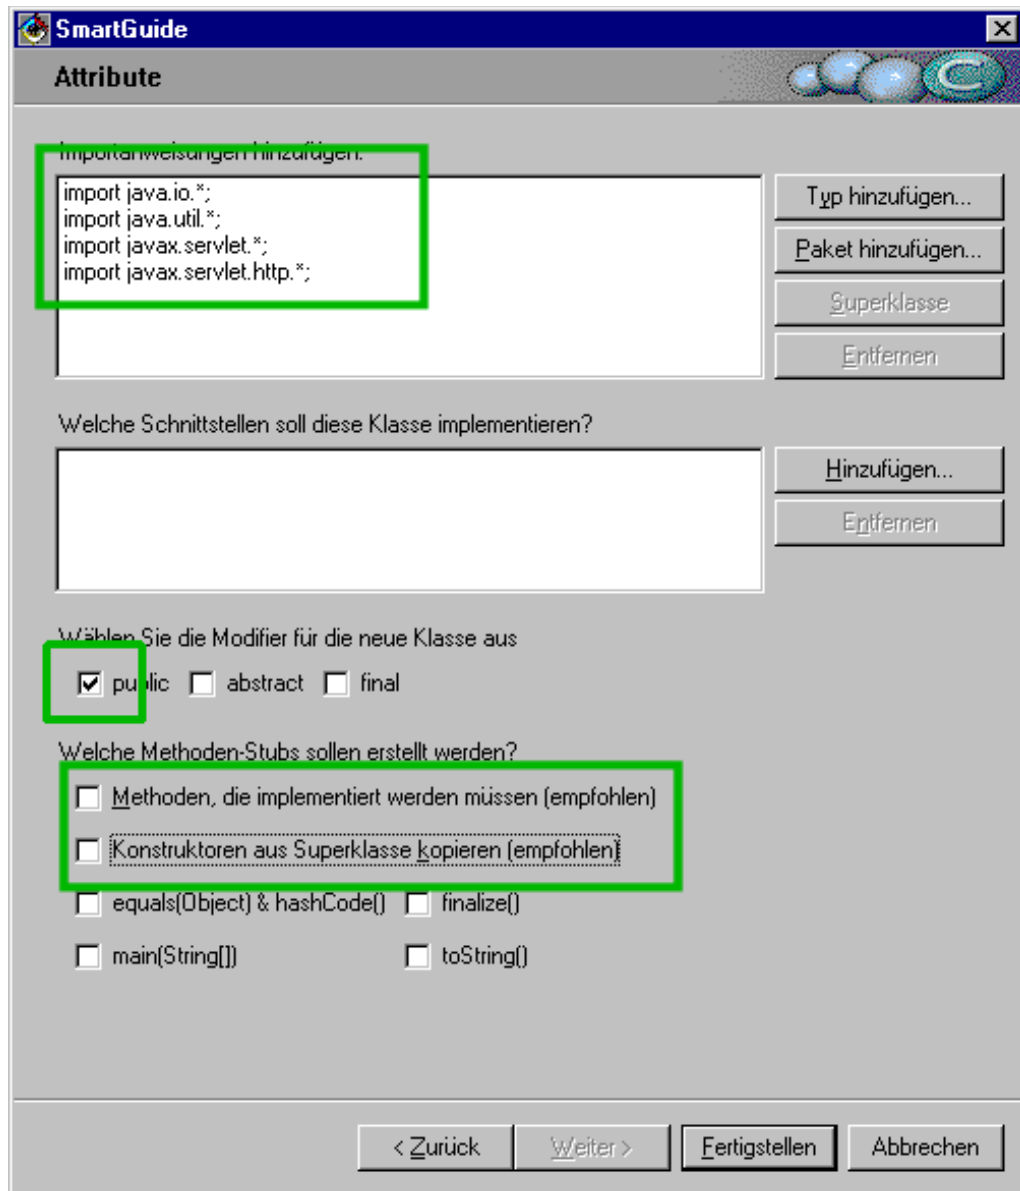 SmartGuide
Attribute
Importanweisungen hinzufügen:
import java.io.*;
import java.util.*;
import javax.servlet.*;
import javax.servlet.http.*;
Typ hinzufügen...
Paket hinzufügen...
Superklasse
Entfernen
Welche Schnittstellen soll diese Klasse implementieren?
Hinzufügen...
Entfernen
Wählen Sie die Modifier für die neue Klasse aus
public abstract final
Welche Methoden-Stubs sollen erstellt werden?
Methoden, die implementiert werden müssen (empfohlen)
Konstruktoren aus Superklasse kopieren (empfohlen)
equals(Object) & hashCode() finalize()
main(String[]) toString()
< Zurück Weiter > Fertigstellen Abbrechen